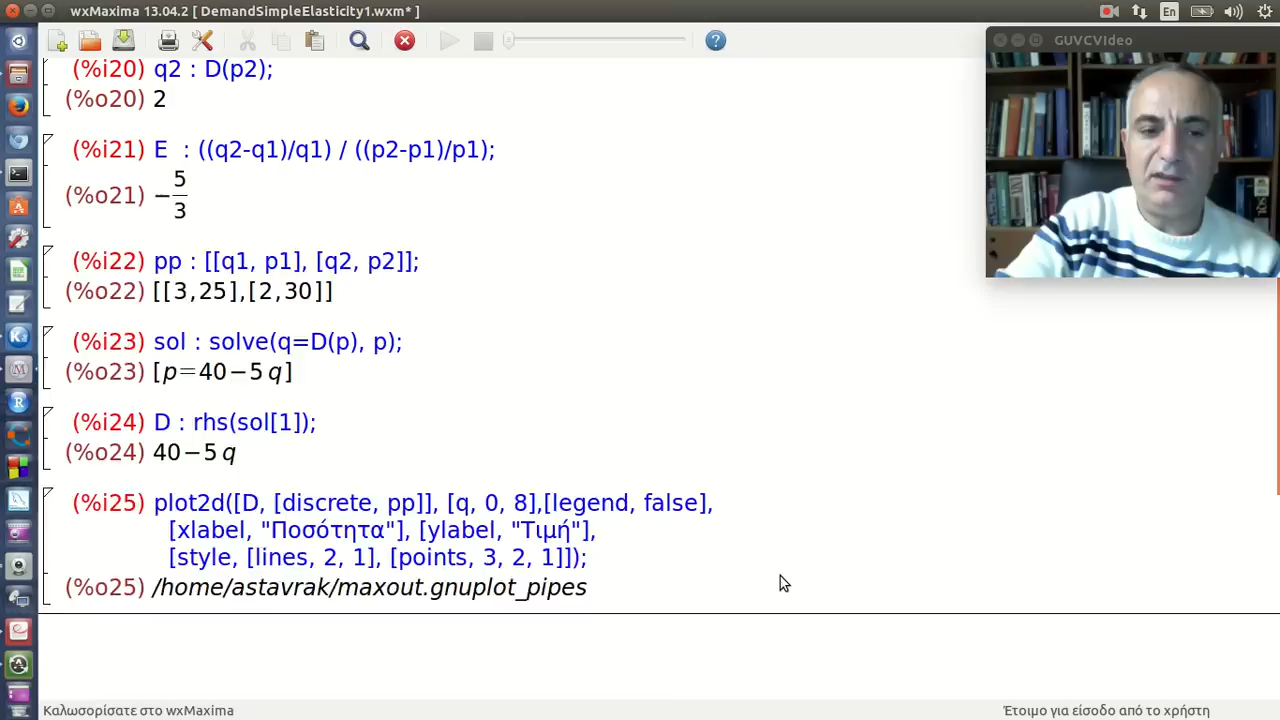 wxMaxima 13.04.2 [ DemandSimpleElasticity1.wxm* ]
En
GUVCVIdeo
(%i20) q2 : D(p2);
(%o20) 2
(%i21) E : ((q2-q1)/q1) / ((p2-p1)/p1);
(%o21) −5/3
(%i22) pp : [[q1, p1], [q2, p2]];
(%o22) [[3,25],[2,30]]
(%i23) sol : solve(q=D(p), p);
(%o23) [p=40−5 q]
(%i24) D : rhs(sol[1]);
(%o24) 40−5 q
(%i25) plot2d([D, [discrete, pp]], [q, 0, 8],[legend, false],
[xlabel, "Ποσότητα"], [ylabel, "Τιμή"],
[style, [lines, 2, 1], [points, 3, 2, 1]]);
(%o25) /home/astavrak/maxout.gnuplot_pipes
Καλωσορίσατε στο wxMaxima
Έτοιμο για είσοδο από το χρήστη